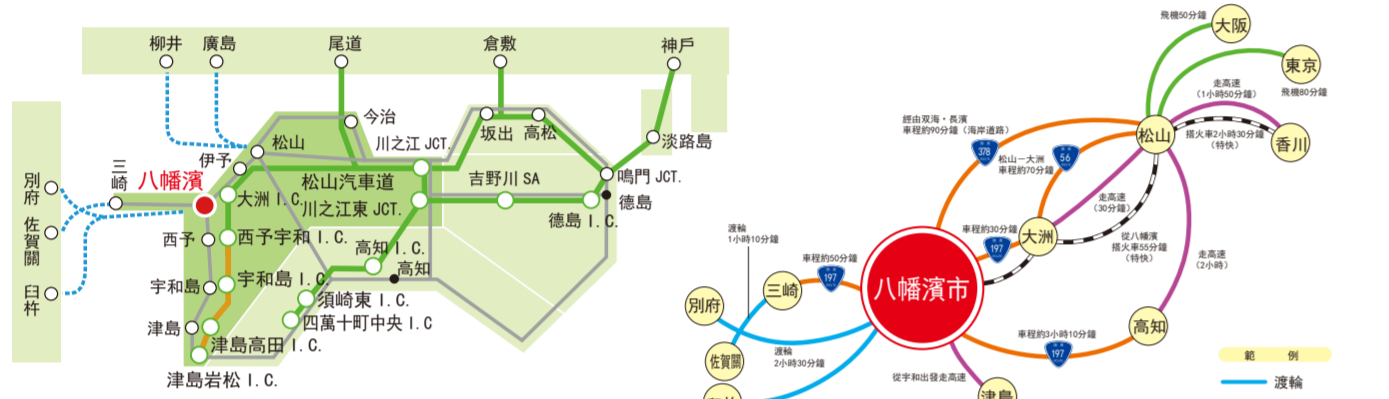 柳井
廣島
尾道
倉敷
神戶
今治
松山
伊予
川之江 JCT.
坂出
高松
淡路島
三崎
八幡濱
別府
佐賀關
臼杵
大洲 I.C.
松山汽車道
川之江東 JCT.
吉野川 SA
鳴門 JCT.
德島
德島 I.C.
西予
西予宇和 I.C.
高知 I.C.
高知
宇和島
宇和島 I.C.
須崎東 I.C.
四萬十町中央 I.C
津島
津島高田 I.C.
津島岩松 I.C.
飛機50分鐘
大阪
東京
飛機80分鐘
走高速
(1小時50分鐘)
經由双海・長濱
車程約90分鐘（海岸道路）
378
松山
搭火車2小時30分鐘
(特快)
香川
松山－大洲
車程約70分鐘
56
走高速
(30分鐘)
車程約30分鐘
197
大洲
從八幡濱
搭火車55分鐘
(特快)
走高速
(2小時)
渡輪
1小時10分鐘
車程約50分鐘
197
三崎
八幡濱市
別府
佐賀關
渡輪
2小時30分鐘
車程約3小時10分鐘
197
高知
從宇和出發走高速
津島
範 例
渡輪